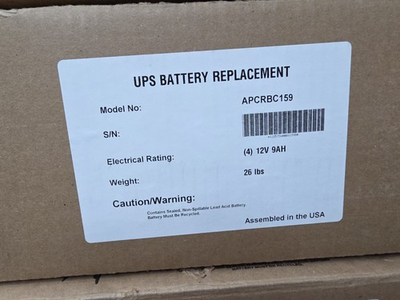 UPS BATTERY REPLACEMENT
Model No: APCRBC159
S/N:
Electrical Rating: (4) 12V 9AH
Weight: 26 lbs
Caution/Warning:
Contains Sealed, Non-Spillable Lead Acid Battery.
Battery Must Be Recycled.
Assembled in the USA